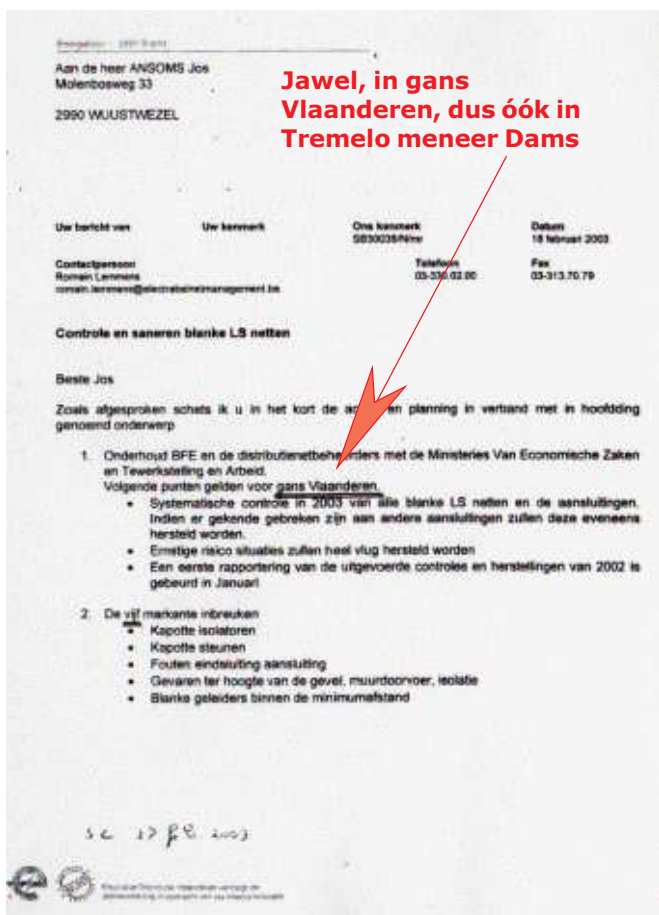 Aan de heer ANSOMS Jos
Molenbosweg 33
2990 WUUSTWEZEL
Jawel, in gans
Vlaanderen, dus óók in
Tremelo meneer Dams
Uw bericht van Uw kenmerk Ons kenmerk Datum
18 februari 2003
Contactpersoon Telefoon Fax
Romain Lemmens 03-313.70.79
Controle en saneren blanke LS netten
Beste Jos
Zoals afgesproken schets ik u in het kort de en planning in verband met in hoofdding
genoemd onderwerp
1. Onderhoud BFE en de distributienetbeheerders met de Ministeries Van Economische Zaken
en Tewerkstelling en Arbeid.
Volgende punten gelden voor gans Vlaanderen.
• Systematische controle in 2003 van alle blanke LS netten en de aansluitingen.
Indien er gekende gebreken zijn aan andere aansluitingen zullen deze eveneens
hersteld worden.
• Ernstige risico situaties zullen heel vlug hersteld worden
• Een eerste rapportering van de uitgevoerde controles en herstellingen van 2002 is
gebeurd in Januari
2. De vijf markante inbreuken
• Kapotte isolatoren
• Kapotte steunen
• Fouten eindsluiting aansluiting
• Gevaren ter hoogte van de gevel, muurdoorvoer, isolatie
• Blanke geleiders binnen de minimumafstand